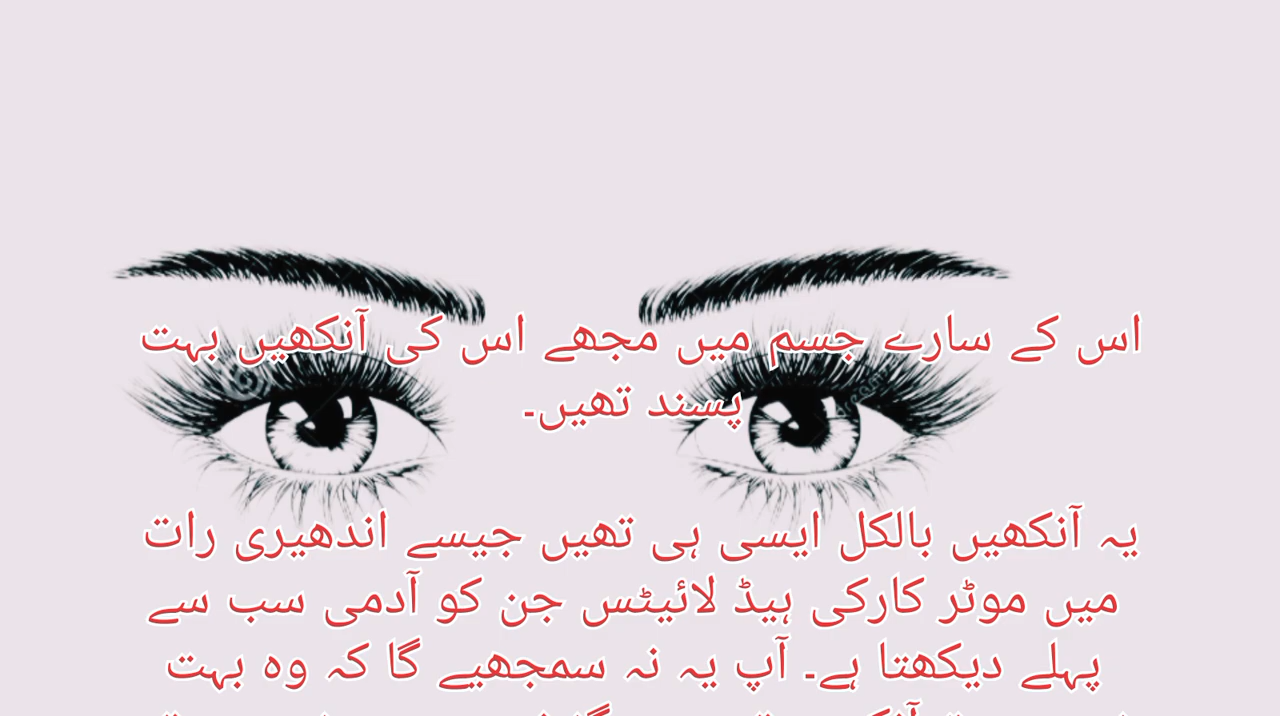 اس کے سارے جسم میں مجھے اس کی آنکھیں بہت
پسند تھیں۔
یہ آنکھیں بالکل ایسی ہی تھیں جیسے اندھیری رات
میں موٹر کارکی ہیڈ لائیٹس جن کو آدمی سب سے
پہلے دیکھتا ہے۔ آپ یہ نہ سمجھیے گا کہ وہ بہت